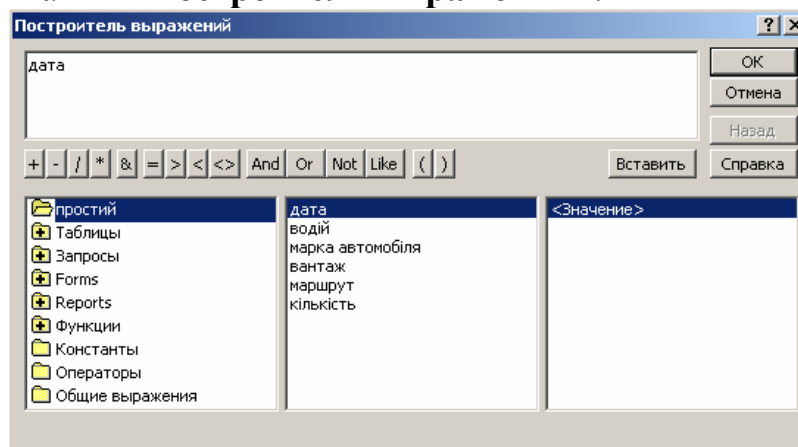 Построитель выражений
дата
ОК
Отмена
Назад
+ - / * & = > < <> And Or Not Like ( ) Вставить Справка
простий
Таблицы
Запросы
Forms
Reports
Функции
Константы
Операторы
Общие выражения
дата
водій
марка автомобіля
вантаж
маршрут
кількість
<Значение>